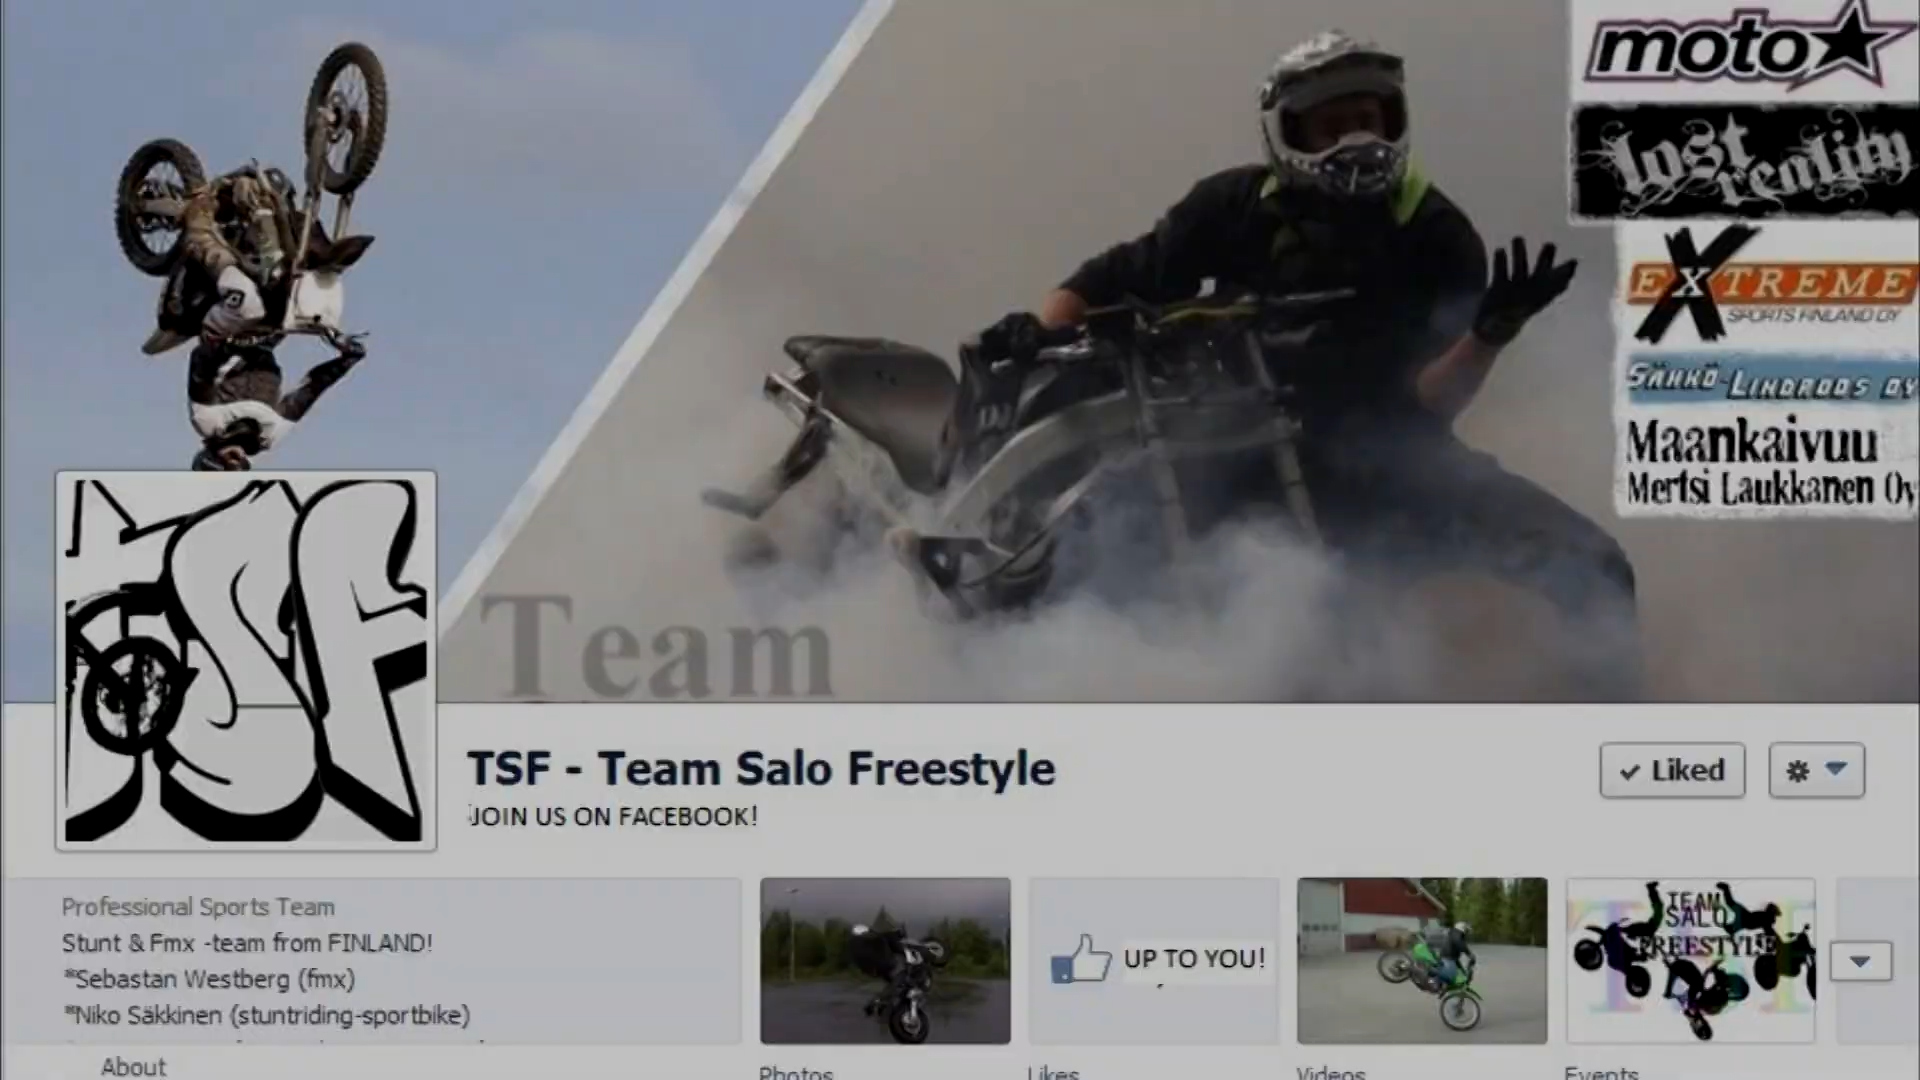 moto
lost reality
EXTREME
SPORTS FINLAND OY
SÄHKÖ-LINDROOS OY
Maankaivuu
Mertsi Laukkanen Oy
Team
TSF
TSF - Team Salo Freestyle
JOIN US ON FACEBOOK!
Liked
Professional Sports Team
Stunt & Fmx -team from FINLAND!
*Sebastan Westberg (fmx)
*Niko Säkkinen (stuntriding-sportbike)
UP TO YOU!
TEAM
SALO
FREESTYLE
About
Photos
Likes
Videos
Events